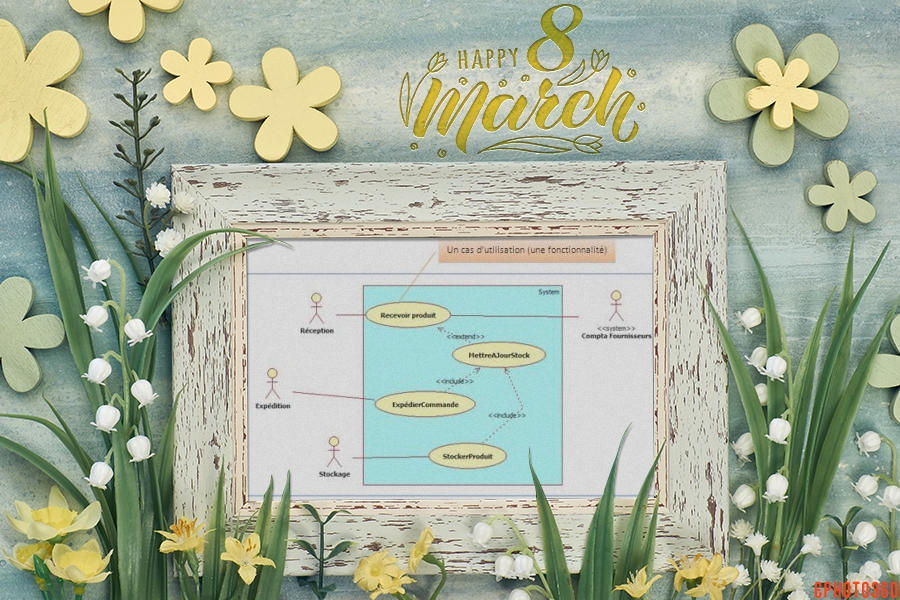 HAPPY 8
March
Un cas d'utilisation (une fonctionnalité)
System
Réception
Recevoir produit
<<system>>
Compta Fournisseurs
<<extend>>
MettreAJourStock
<<include>>
Expédition
ExpédierCommande
<<include>>
StockerProduit
Stockage
EPHOTO360